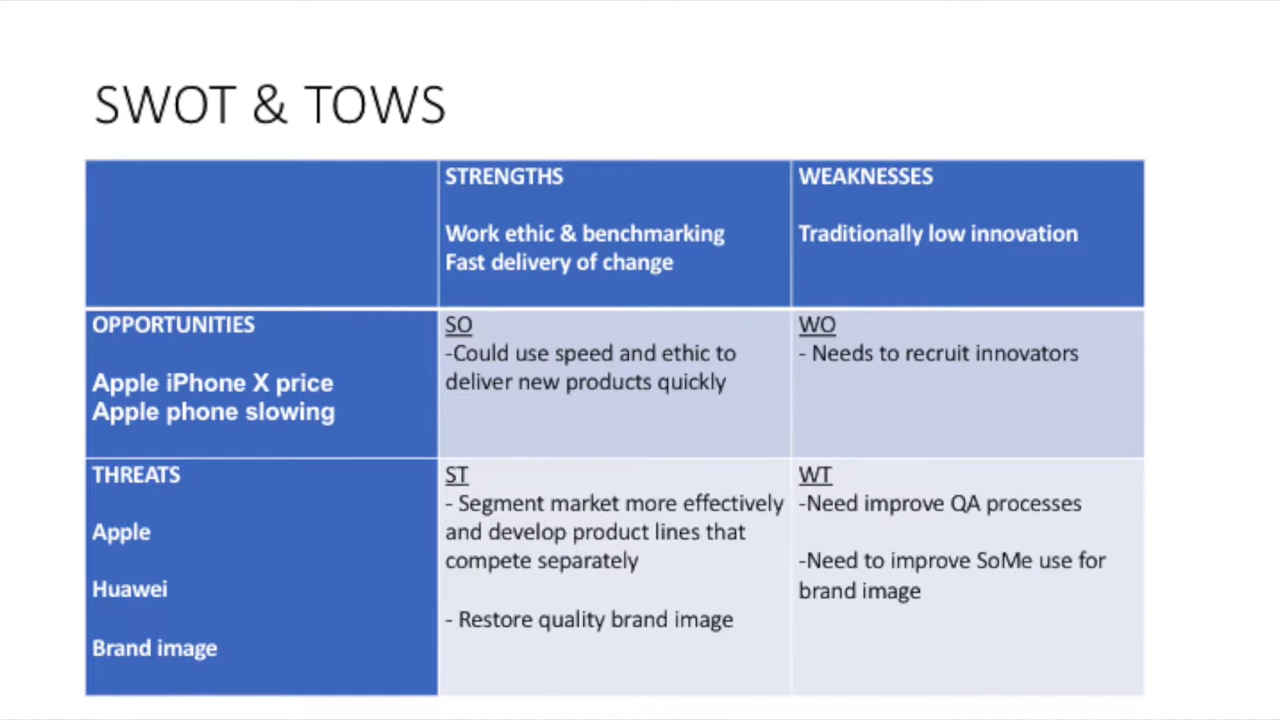 SWOT & TOWS
STRENGTHS
Work ethic & benchmarking
Fast delivery of change
WEAKNESSES
Traditionally low innovation
OPPORTUNITIES
Apple iPhone X price
Apple phone slowing
SO
-Could use speed and ethic to
deliver new products quickly
WO
- Needs to recruit innovators
THREATS
Apple
Huawei
Brand image
ST
- Segment market more effectively
and develop product lines that
compete separately
- Restore quality brand image
WT
-Need improve QA processes
-Need to improve SoMe use for
brand image